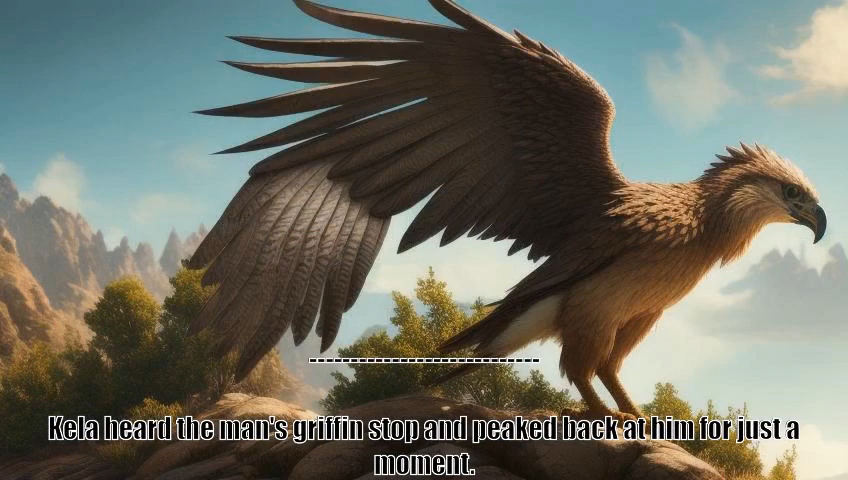 ----------------------------
Kela heard the man's griffin stop and peaked back at him for just a
moment.